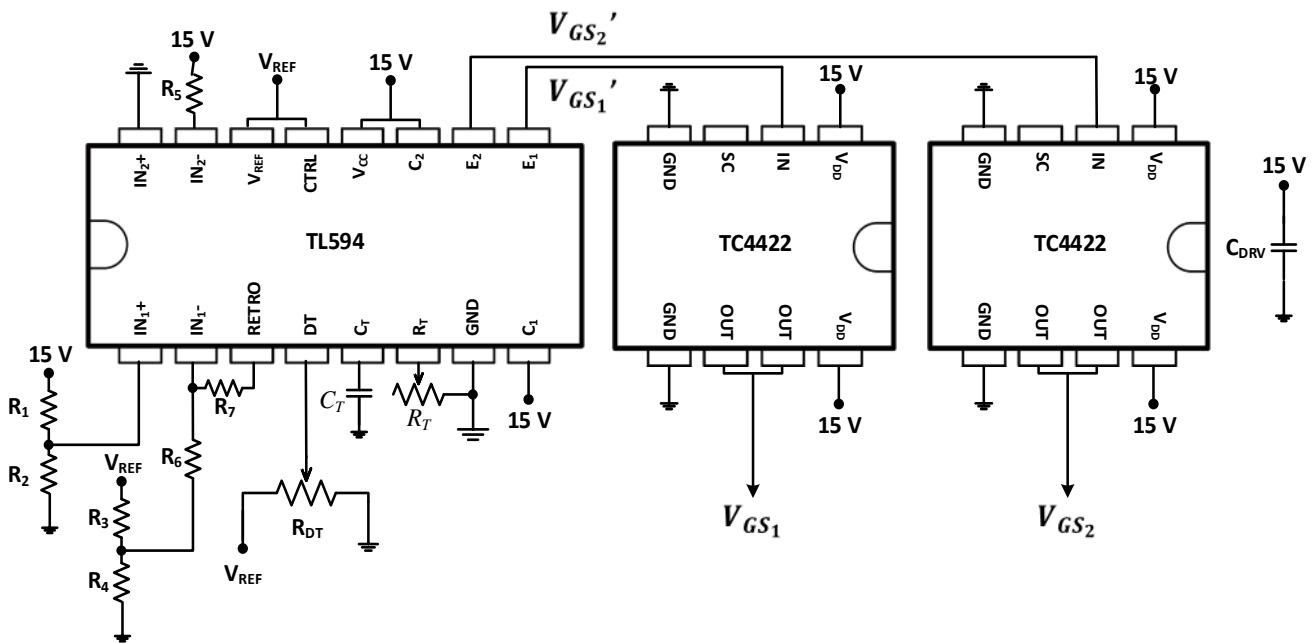 V_GS2'
15 V
V_REF
15 V
R5
V_GS1'
15 V
15 V
IN2+
IN2-
V_REF
CTRL
V_CC
C2
E2
E1
GND
SC
IN
V_DD
GND
SC
IN
V_DD
15 V
TL594
TC4422
TC4422
C_DRV
IN1+
IN1-
RETRO
DT
C_T
R_T
GND
C1
GND
OUT
OUT
V_DD
GND
OUT
OUT
V_DD
15 V
R1
R7
C_T
R_T
15 V
15 V
15 V
R2
V_REF
R6
R3
R_DT
V_GS1
V_GS2
R4
V_REF